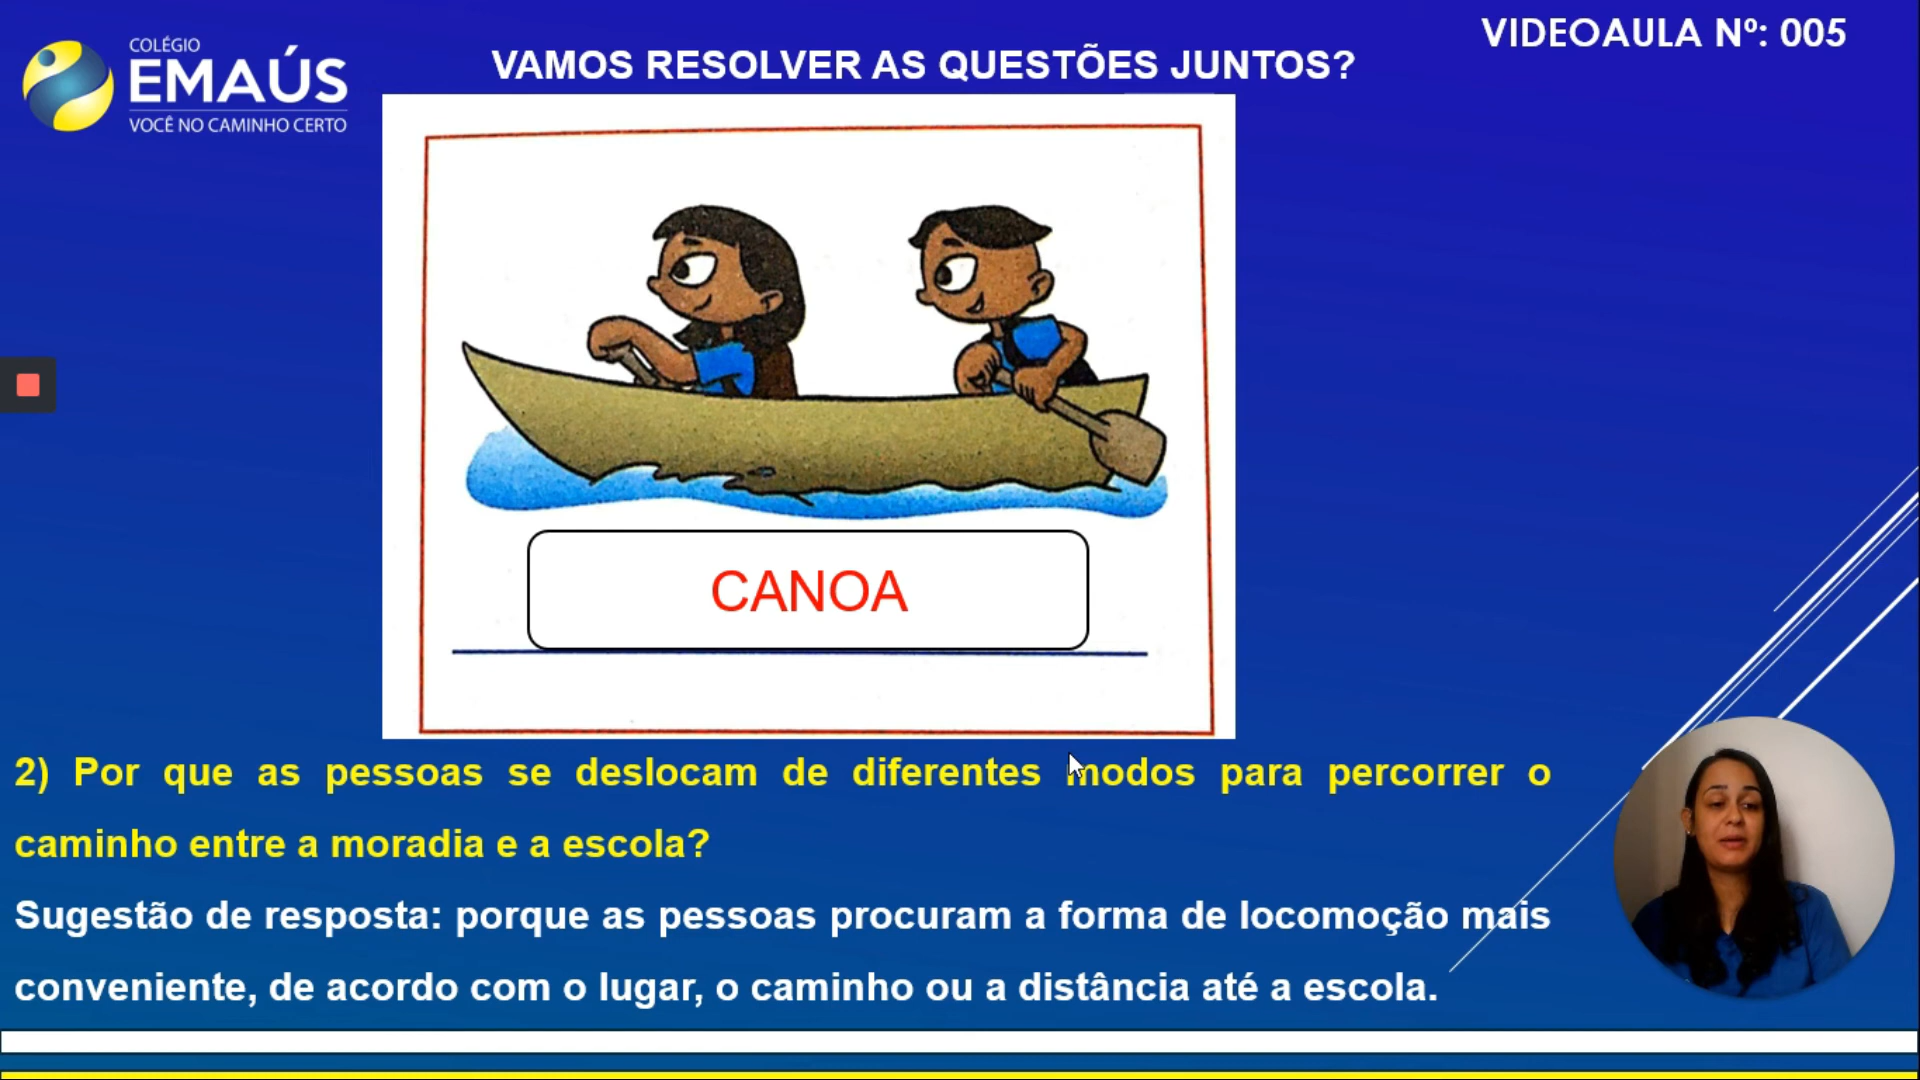 COLÉGIO
EMAÚS
VOCÊ NO CAMINHO CERTO
VAMOS RESOLVER AS QUESTÕES JUNTOS?
VIDEOAULA Nº: 005
CANOA
2) Por que as pessoas se deslocam de diferentes modos para percorrer o
caminho entre a moradia e a escola?
Sugestão de resposta: porque as pessoas procuram a forma de locomoção mais
conveniente, de acordo com o lugar, o caminho ou a distância até a escola.